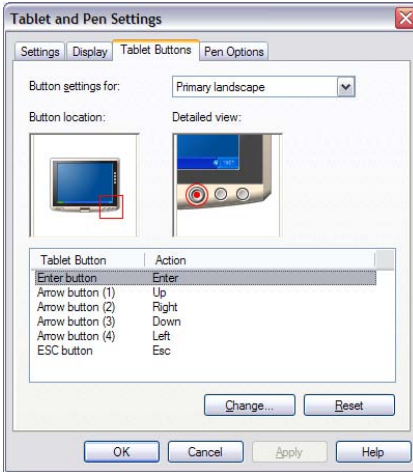 Tablet and Pen Settings
Settings Display Tablet Buttons Pen Options
Button settings for: Primary landscape
Button location: Detailed view:
Tablet Button Action
Enter button Enter
Arrow button (1) Up
Arrow button (2) Right
Arrow button (3) Down
Arrow button (4) Left
ESC button Esc
Change... Reset
OK Cancel Apply Help